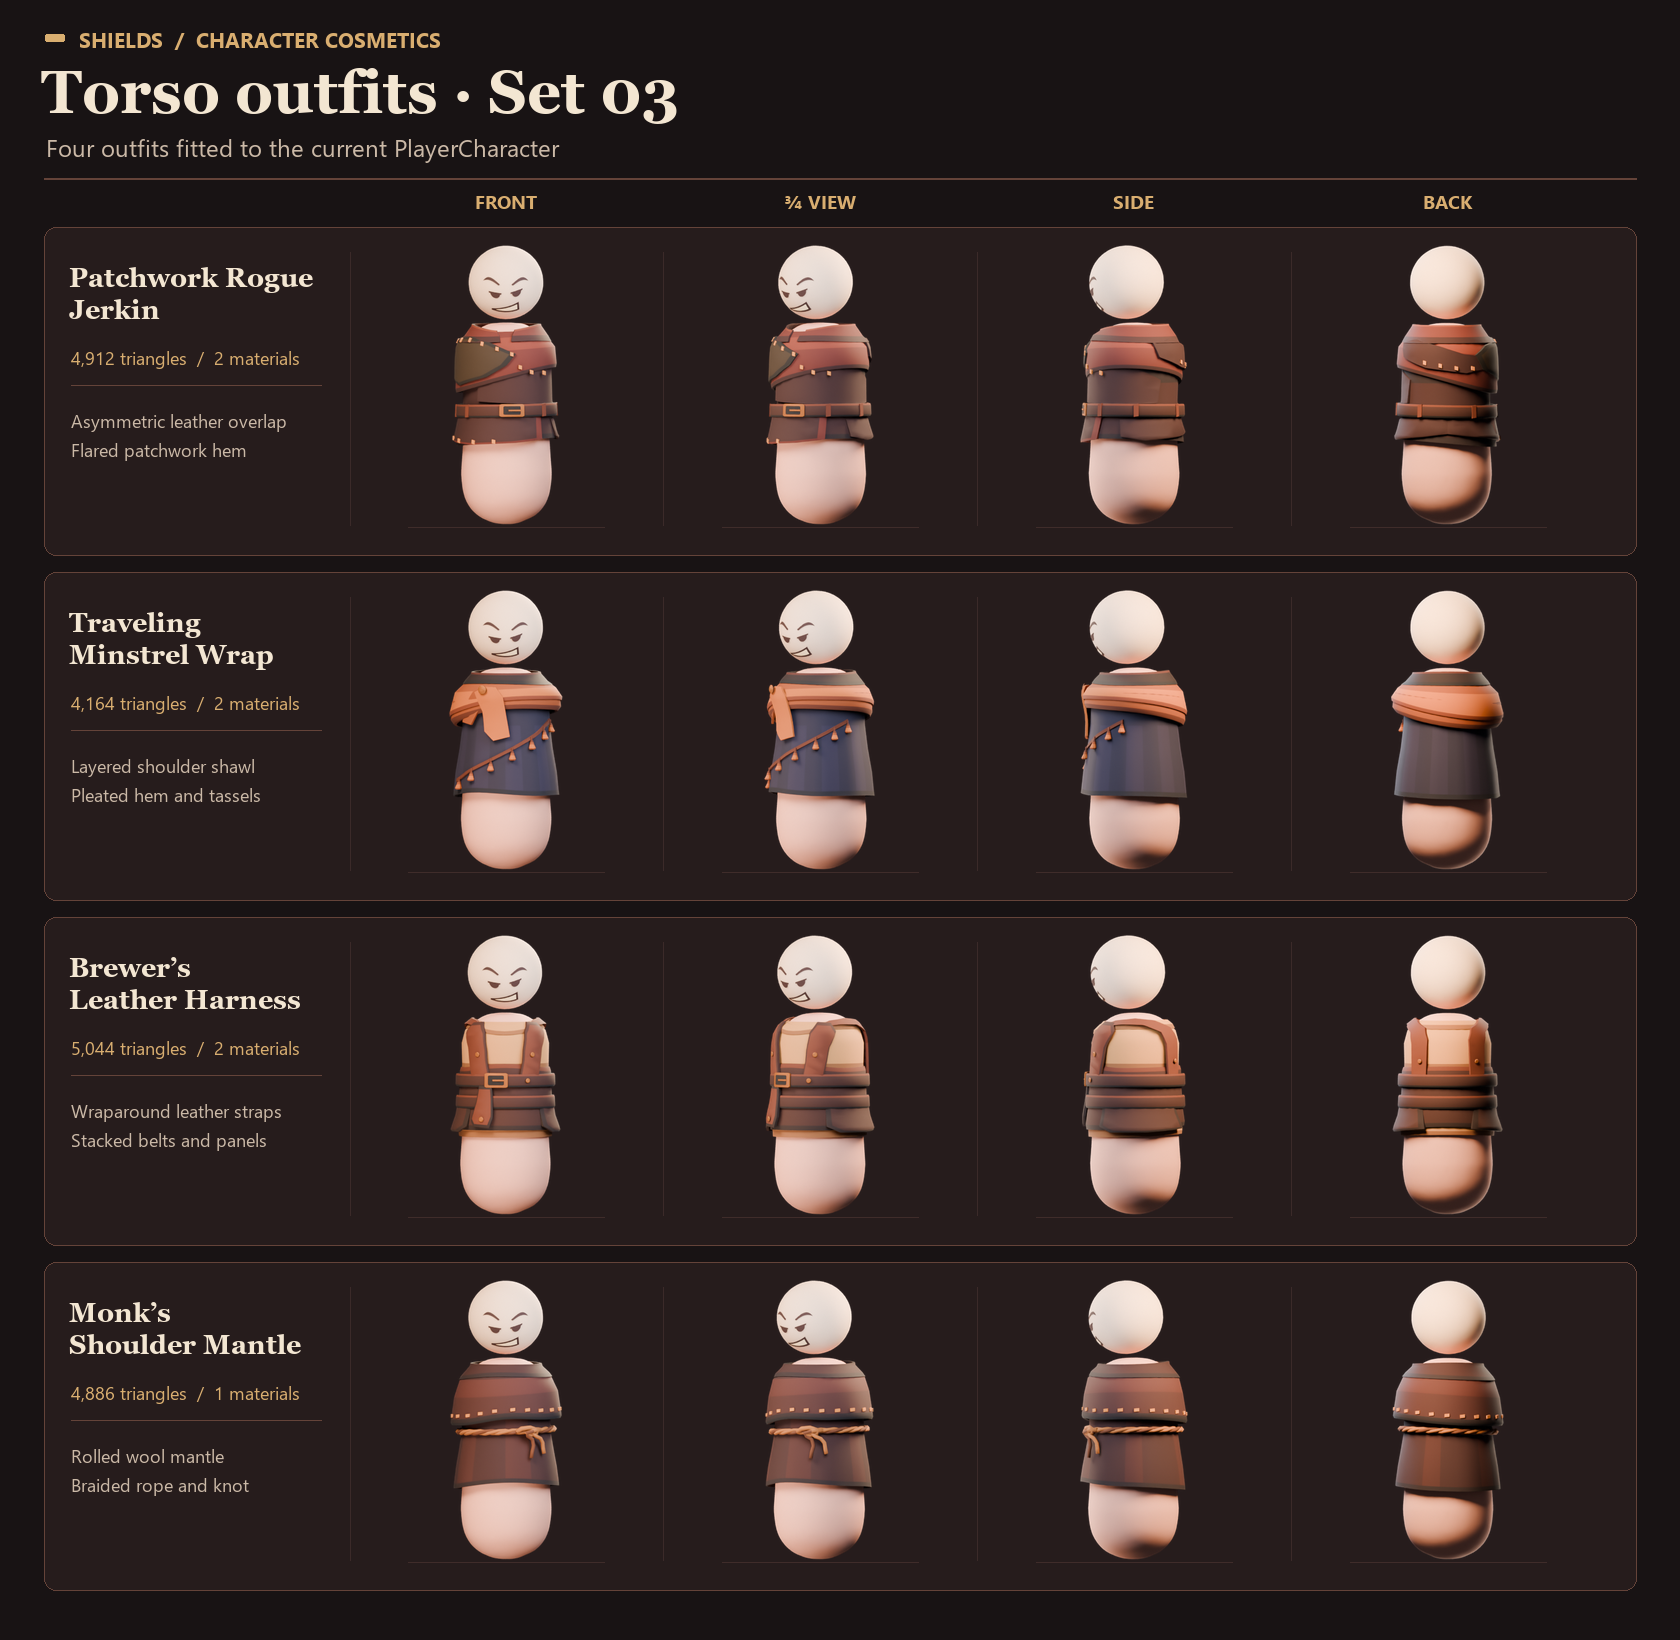 SHIELDS / CHARACTER COSMETICS
Torso outfits · Set 03
Four outfits fitted to the current PlayerCharacter
FRONT
¾ VIEW
SIDE
BACK
Patchwork Rogue
Jerkin
4,912 triangles / 2 materials
Asymmetric leather overlap
Flared patchwork hem
Traveling
Minstrel Wrap
4,164 triangles / 2 materials
Layered shoulder shawl
Pleated hem and tassels
Brewer’s
Leather Harness
5,044 triangles / 2 materials
Wraparound leather straps
Stacked belts and panels
Monk’s
Shoulder Mantle
4,886 triangles / 1 materials
Rolled wool mantle
Braided rope and knot